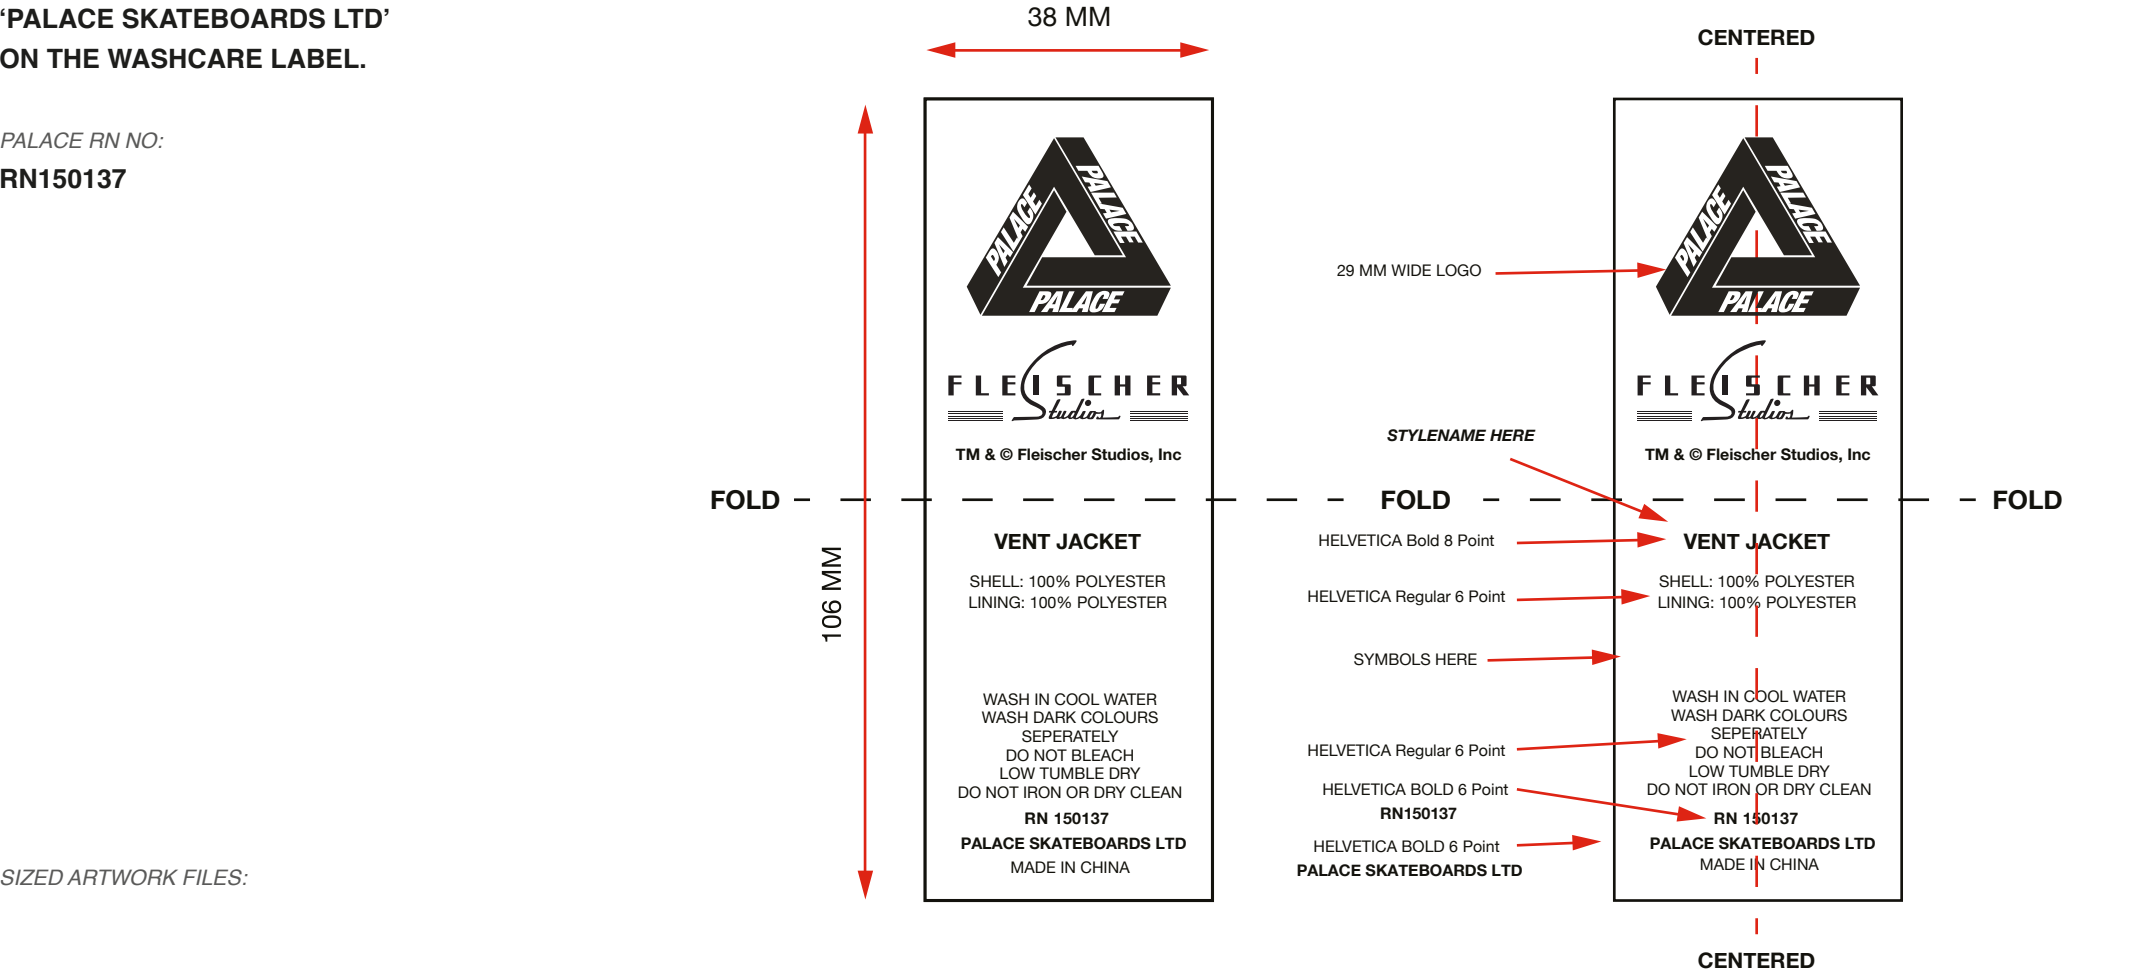 ‘PALACE SKATEBOARDS LTD’
ON THE WASHCARE LABEL.
PALACE RN NO:
RN150137
SIZED ARTWORK FILES:
38 MM
106 MM
PALACE
PALACE
PALACE
FLEISCHER
Studios
TM & © Fleischer Studios, Inc
FOLD
VENT JACKET
SHELL: 100% POLYESTER
LINING: 100% POLYESTER
WASH IN COOL WATER
WASH DARK COLOURS
SEPERATELY
DO NOT BLEACH
LOW TUMBLE DRY
DO NOT IRON OR DRY CLEAN
RN 150137
PALACE SKATEBOARDS LTD
MADE IN CHINA
29 MM WIDE LOGO
STYLENAME HERE
FOLD
HELVETICA Bold 8 Point
HELVETICA Regular 6 Point
SYMBOLS HERE
HELVETICA Regular 6 Point
HELVETICA BOLD 6 Point
RN150137
HELVETICA BOLD 6 Point
PALACE SKATEBOARDS LTD
CENTERED
PALACE
PALACE
PALACE
FLEISCHER
Studios
TM & © Fleischer Studios, Inc
FOLD
VENT JACKET
SHELL: 100% POLYESTER
LINING: 100% POLYESTER
WASH IN COOL WATER
WASH DARK COLOURS
SEPERATELY
DO NOT BLEACH
LOW TUMBLE DRY
DO NOT IRON OR DRY CLEAN
RN 150137
PALACE SKATEBOARDS LTD
MADE IN CHINA
CENTERED